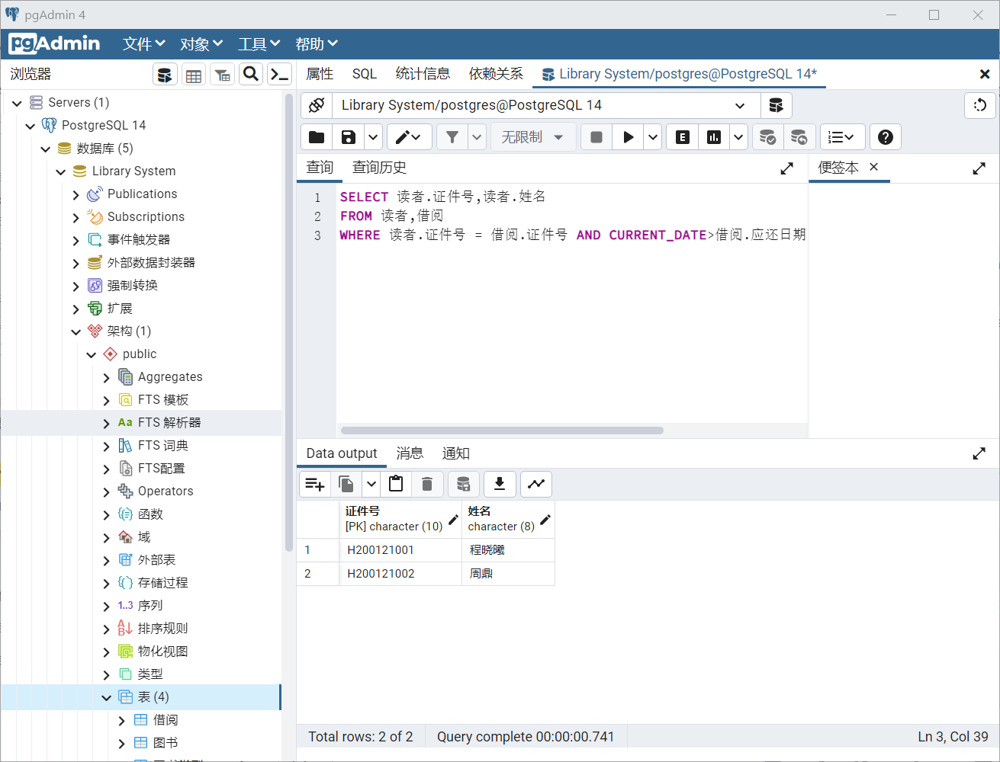 pgAdmin 4
pgAdmin 文件 对象 工具 帮助
浏览器
属性 SQL 统计信息 依赖关系 Library System/postgres@PostgreSQL 14*
Library System/postgres@PostgreSQL 14
无限制
E
查询 查询历史
便签本
1 SELECT 读者.证件号,读者.姓名
2 FROM 读者,借阅
3 WHERE 读者.证件号 = 借阅.证件号 AND CURRENT_DATE>借阅.应还日期
Servers (1)
PostgreSQL 14
数据库 (5)
Library System
Publications
Subscriptions
事件触发器
外部数据封装器
强制转换
扩展
架构 (1)
public
Aggregates
FTS 模板
Aa FTS 解析器
FTS 词典
FTS配置
Operators
函数
域
外部表
存储过程
1..3 序列
排序规则
物化视图
类型
表 (4)
借阅
图书
Data output 消息 通知
证件号
[PK] character (10)
姓名
character (8)
1 H200121001 程晓曦
2 H200121002 周鼎
Total rows: 2 of 2 Query complete 00:00:00.741 Ln 3, Col 39